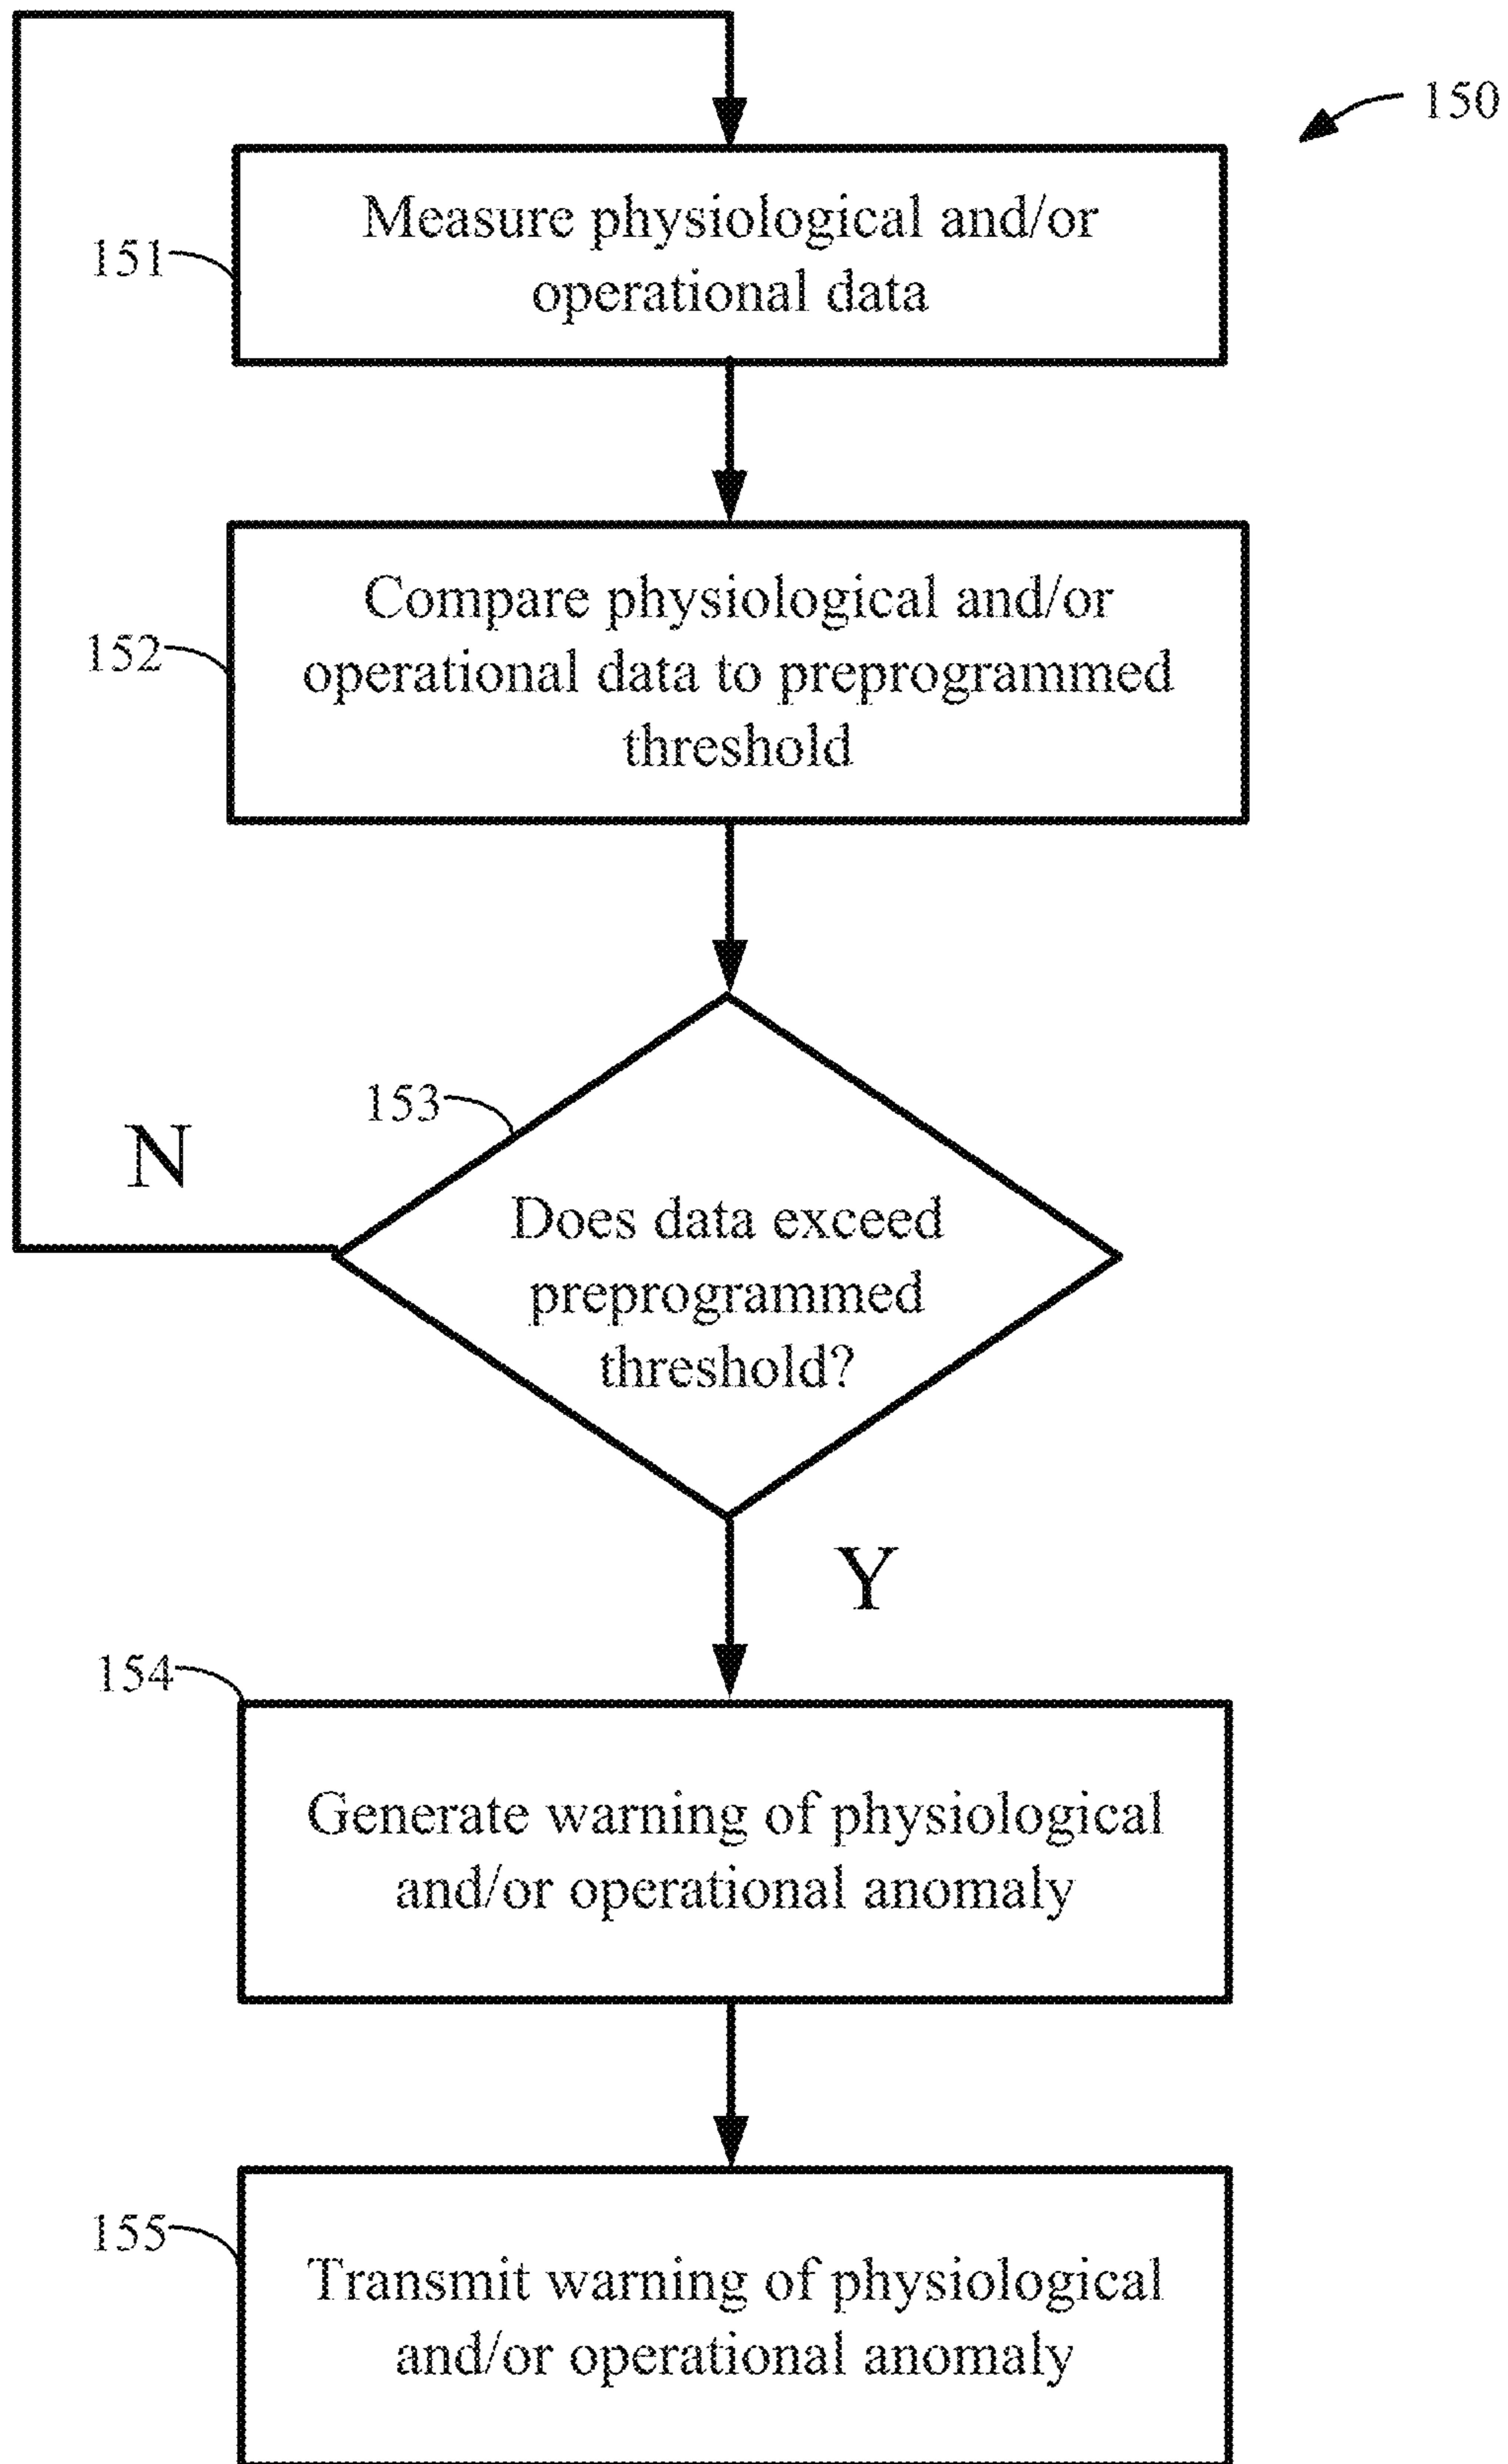 150
151
Measure physiological and/or
operational data
152
Compare physiological and/or
operational data to preprogrammed
threshold
153
N
Does data exceed
preprogrammed
threshold?
Y
154
Generate warning of physiological
and/or operational anomaly
155
Transmit warning of physiological
and/or operational anomaly